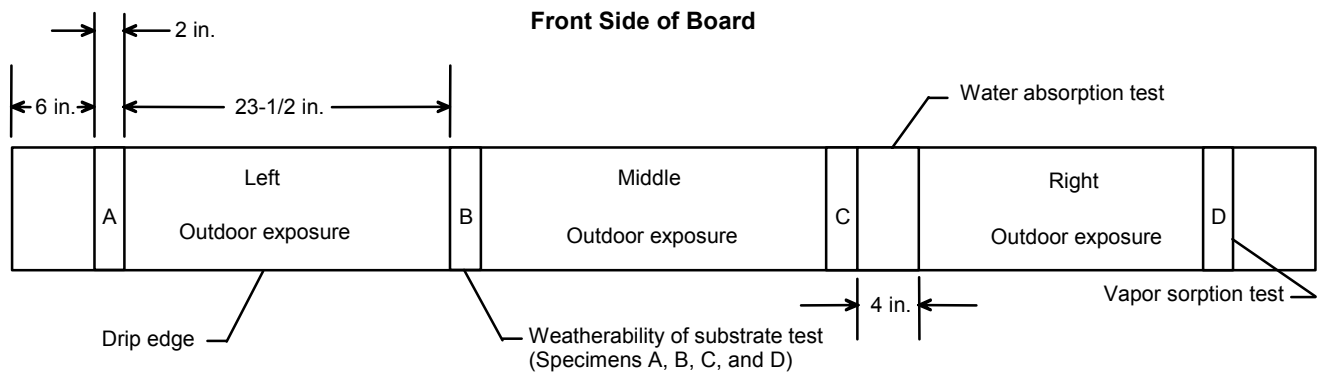 Front Side of Board
2 in.
6 in.
23-1/2 in.
Water absorption test
Left
Middle
Right
A
B
C
D
Outdoor exposure
Outdoor exposure
Outdoor exposure
4 in.
Vapor sorption test
Drip edge
Weatherability of substrate test
(Specimens A, B, C, and D)